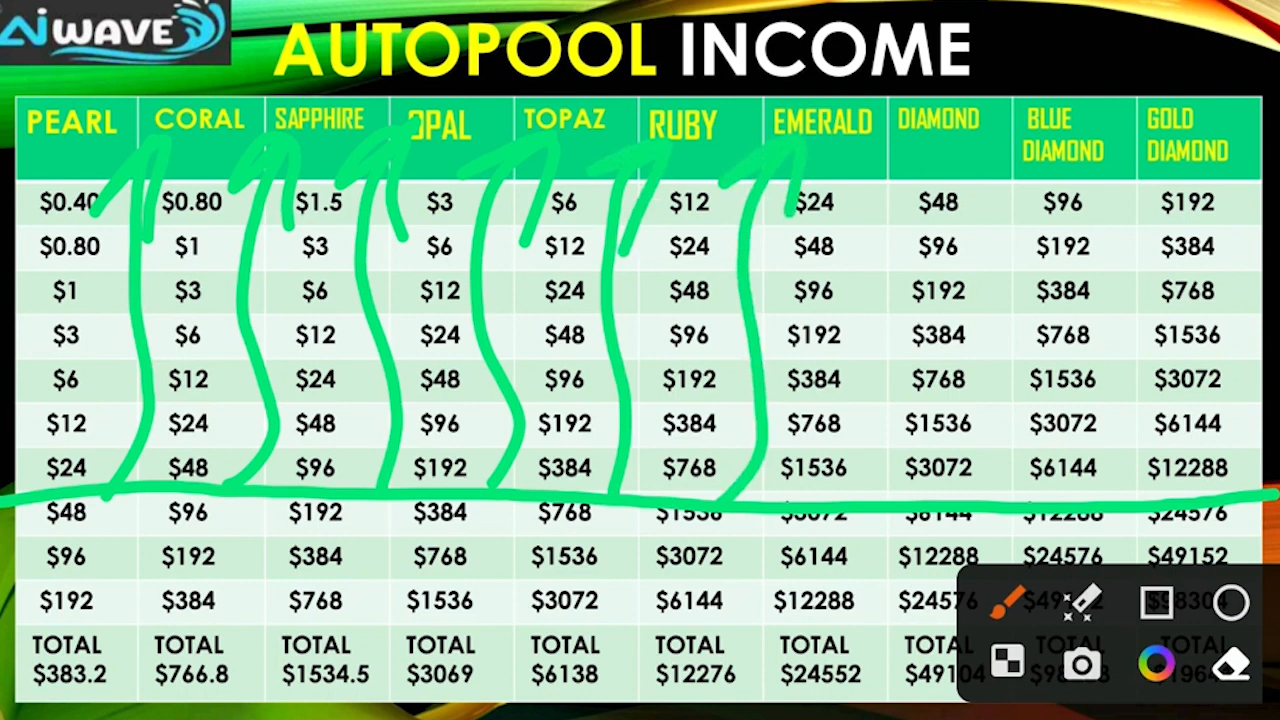 AiWAVE
AUTOPOOL INCOME
PEARL CORAL SAPPHIRE OPAL TOPAZ RUBY EMERALD DIAMOND BLUE DIAMOND GOLD DIAMOND
$0.40 $0.80 $1.5 $3 $6 $12 $24 $48 $96 $192
$0.80 $1 $3 $6 $12 $24 $48 $96 $192 $384
$1 $3 $6 $12 $24 $48 $96 $192 $384 $768
$3 $6 $12 $24 $48 $96 $192 $384 $768 $1536
$6 $12 $24 $48 $96 $192 $384 $768 $1536 $3072
$12 $24 $48 $96 $192 $384 $768 $1536 $3072 $6144
$24 $48 $96 $192 $384 $768 $1536 $3072 $6144 $12288
$48 $96 $192 $384 $768 $1536 $3072 $6144 $12288 $24576
$96 $192 $384 $768 $1536 $3072 $6144 $12288 $24576 $49152
$192 $384 $768 $1536 $3072 $6144 $12288 $24576
TOTAL TOTAL TOTAL TOTAL TOTAL TOTAL TOTAL TOTAL TOTAL TOTAL
$383.2 $766.8 $1534.5 $3069 $6138 $12276 $24552 $49104